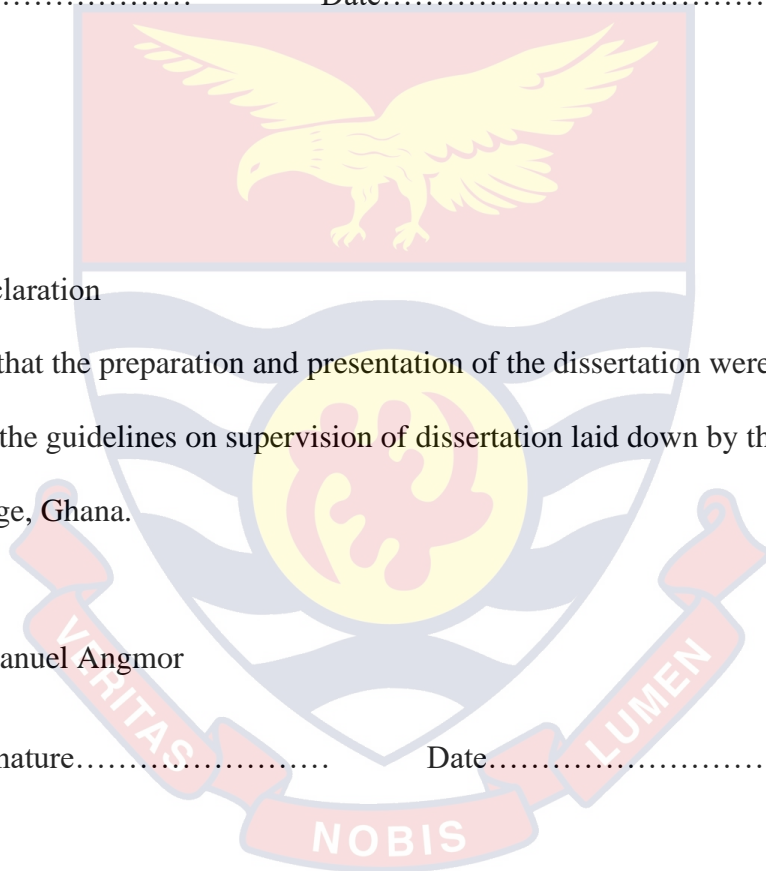 ………………… Date…………………………………
claration
that the preparation and presentation of the dissertation were
the guidelines on supervision of dissertation laid down by th
ge, Ghana.
anuel Angmor
nature…………………… Date………………………
VERITAS
NOBIS
LUMEN